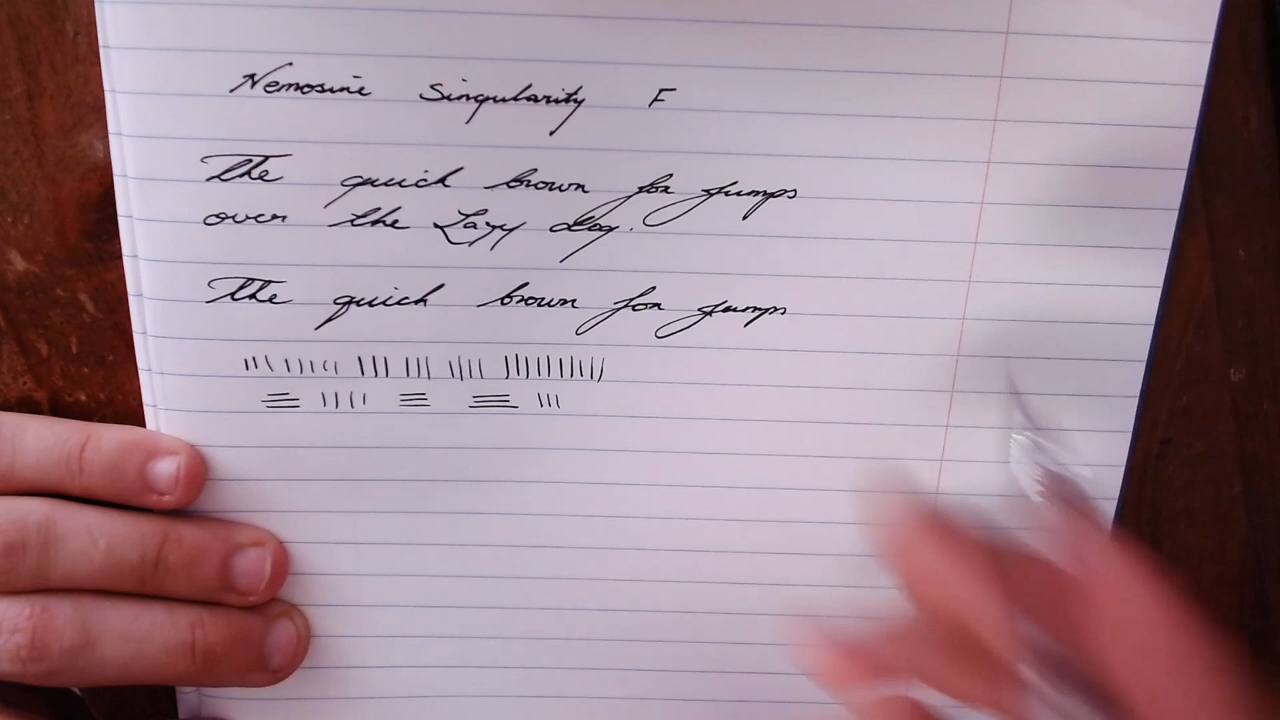 Nemosine Singularity F
The quick brown fox jumps
over the Lazy dog.
The quick brown fox jumps